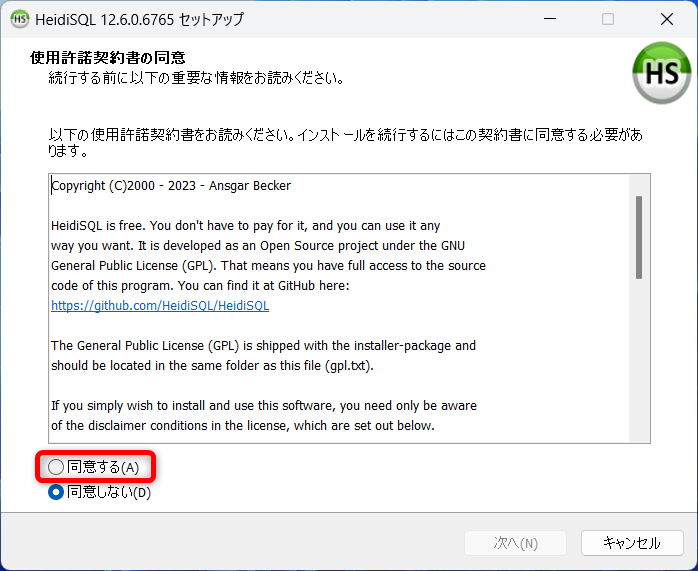 HS HeidiSQL 12.6.0.6765 セットアップ
使用許諾契約書の同意
続行する前に以下の重要な情報をお読みください。
HS
以下の使用許諾契約書をお読みください。インストールを続行するにはこの契約書に同意する必要があ
ります。
Copyright (C)2000 - 2023 - Ansgar Becker
HeidiSQL is free. You don't have to pay for it, and you can use it any
way you want. It is developed as an Open Source project under the GNU
General Public License (GPL). That means you have full access to the source
code of this program. You can find it at GitHub here:
https://github.com/HeidiSQL/HeidiSQL
The General Public License (GPL) is shipped with the installer-package and
should be located in the same folder as this file (gpl.txt).
If you simply wish to install and use this software, you need only be aware
of the disclaimer conditions in the license, which are set out below.
同意する(A)
同意しない(D)
次へ(N)
キャンセル